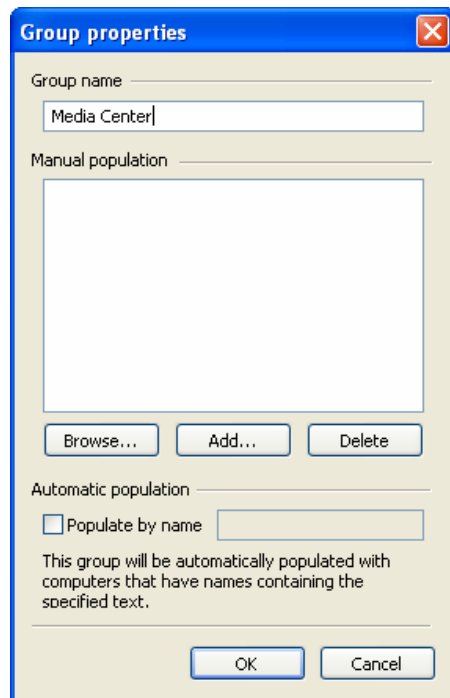 Group properties
Group name
Media Center
Manual population
Browse... Add... Delete
Automatic population
Populate by name
This group will be automatically populated with
computers that have names containing the
specified text.
OK Cancel